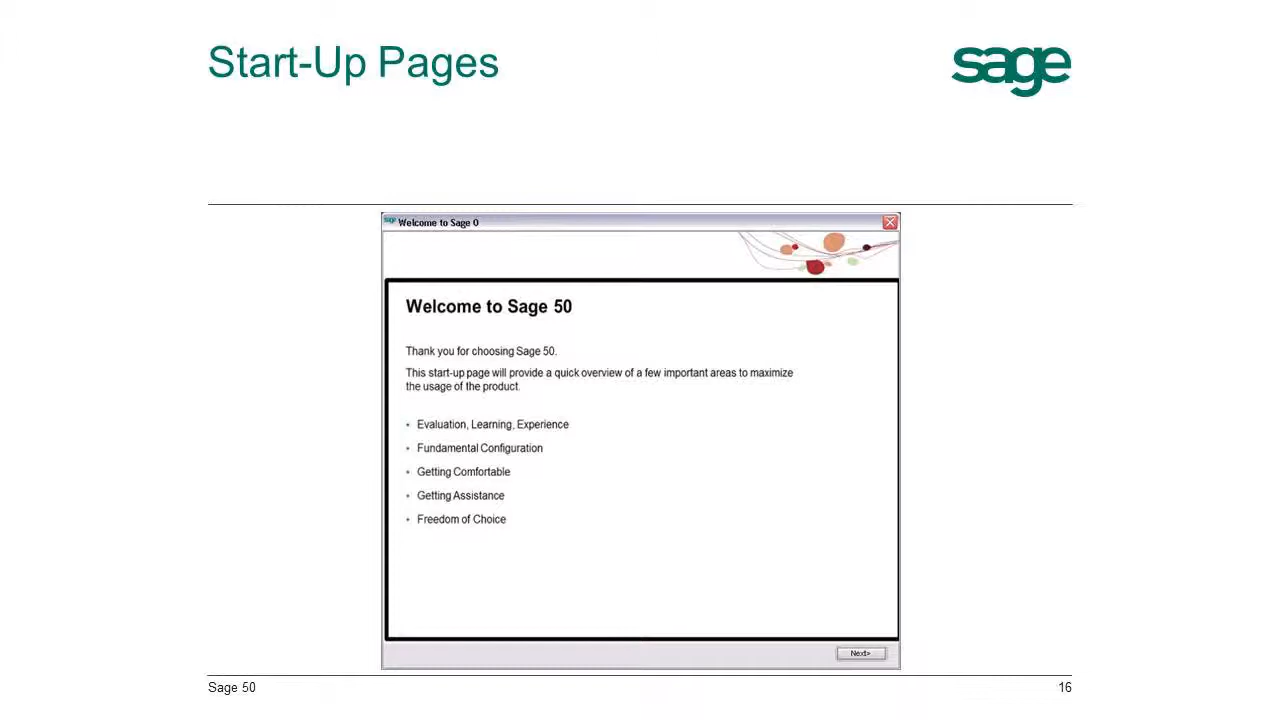 Start-Up Pages
sage
sage Welcome to Sage 0
Welcome to Sage 50
Thank you for choosing Sage 50.
This start-up page will provide a quick overview of a few important areas to maximize
the usage of the product.
• Evaluation, Learning, Experience
• Fundamental Configuration
• Getting Comfortable
• Getting Assistance
• Freedom of Choice
Next>
Sage 50
16